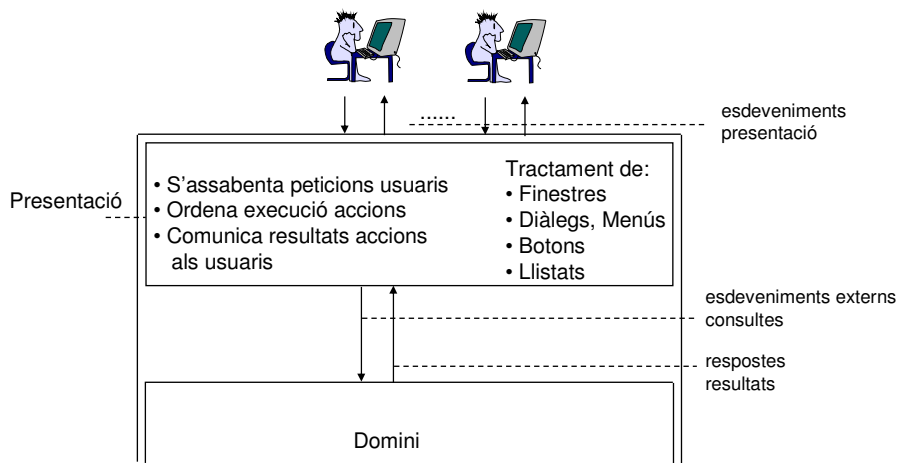 ......
esdeveniments
presentació
Presentació
• S'assabenta peticions usuaris
• Ordena execució accions
• Comunica resultats accions
als usuaris
Tractament de:
• Finestres
• Diàlegs, Menús
• Botons
• Llistats
esdeveniments externs
consultes
respostes
resultats
Domini